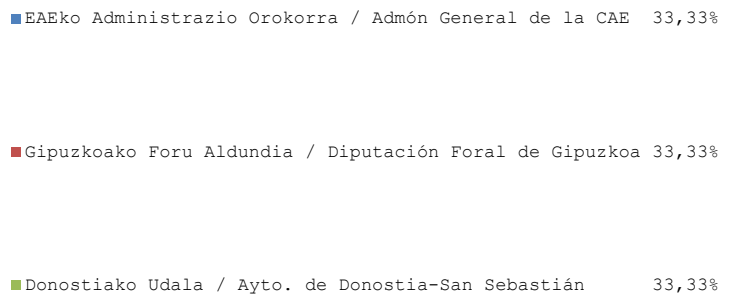 EAEko Administrazio Orokorra / Admón General de la CAE 33,33%
Gipuzkoako Foru Aldundia / Diputación Foral de Gipuzkoa 33,33%
Donostiako Udala / Ayto. de Donostia-San Sebastián 33,33%